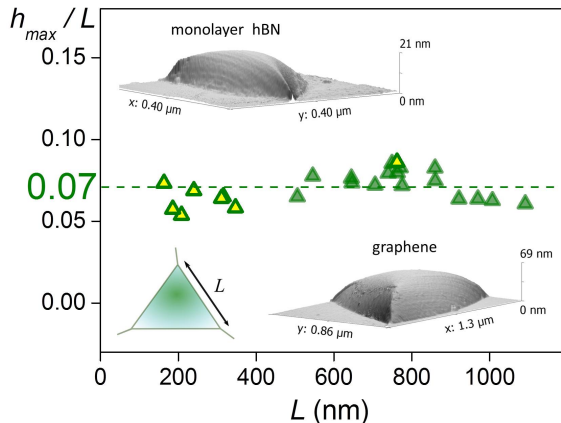 h_max / L
monolayer hBN
21 nm
0 nm
x: 0.40 µm
y: 0.40 µm
0.15
0.10
0.07
0.05
0.00
graphene
69 nm
0 nm
y: 0.86 µm
x: 1.3 µm
L
0
200
400
600
800
1000
L (nm)